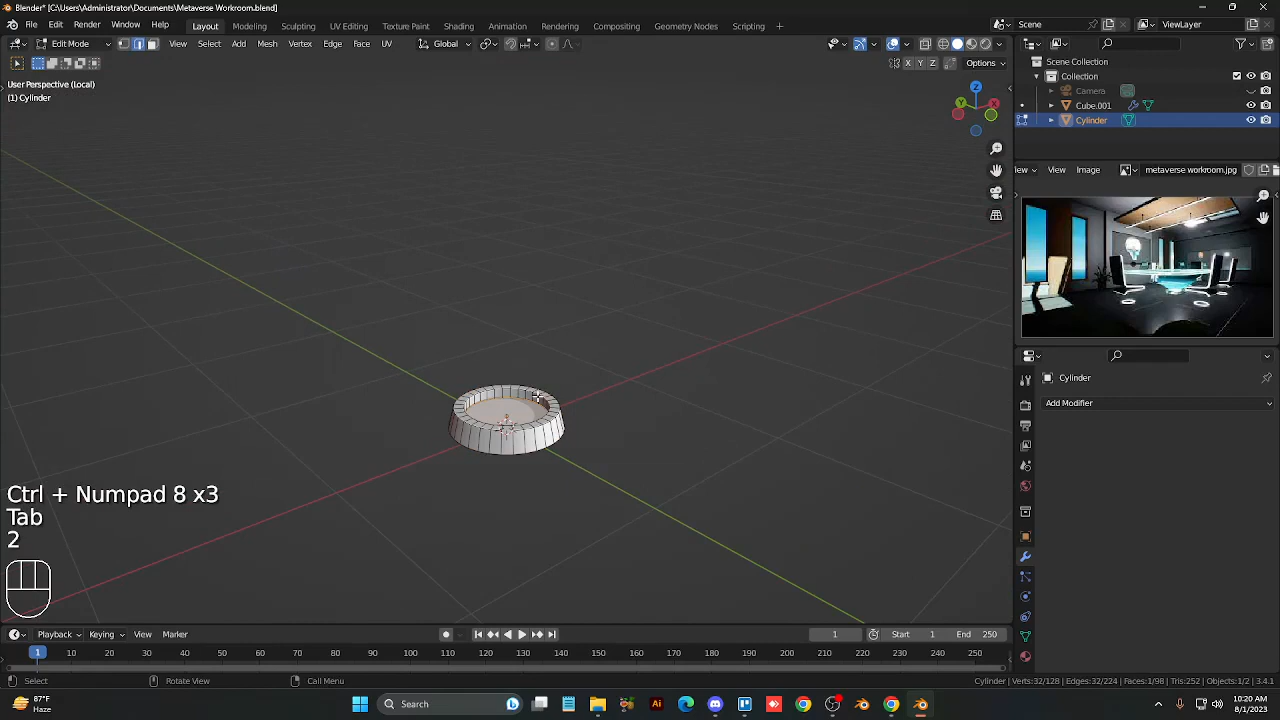 Blender* [C:\Users\Administrator\Documents\Metaverse Workroom.blend]
File Edit Render Window Help Layout Modeling Sculpting UV Editing Texture Paint Shading Animation Rendering Compositing Geometry Nodes Scripting + Scene ViewLayer
Edit Mode View Select Add Mesh Vertex Edge Face UV Global
X Y Z Options
User Perspective (Local)
(1) Cylinder
Z
Y X
Scene Collection
Collection
Camera
Cube.001
Cylinder
iew View Image metaverse workroom.jpg
Cylinder
Add Modifier
Ctrl + Numpad 8 x3
Tab
2
Playback Keying View Marker 1 Start 1 End 250
1 10 20 30 40 50 60 70 80 90 100 110 120 130 140 150 160 170 180 190 200 210 220 230 240 250
Select Rotate View Call Menu Cylinder | Verts:32/128 | Edges:32/224 | Faces:1/98 | Tris:252 | Objects:1/2 | 3.4.1
87°F
Haze
Search
10:20 AM
8/1/2023